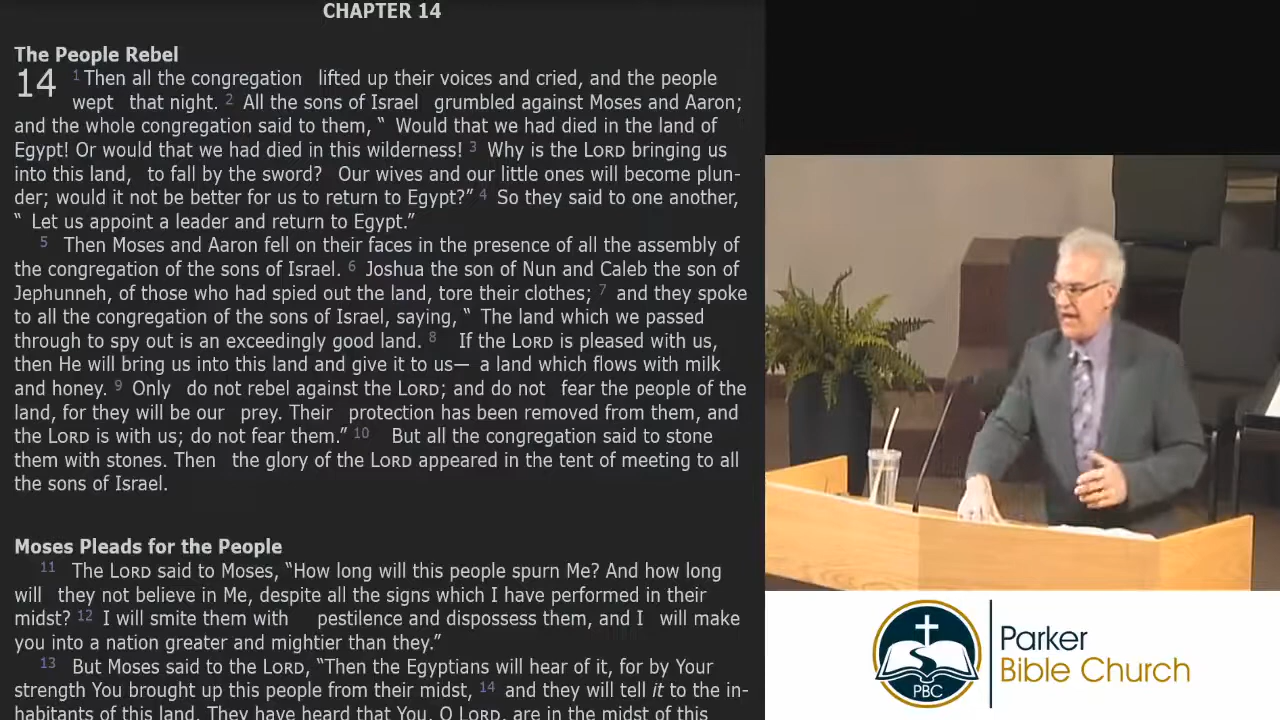 CHAPTER 14
The People Rebel
14 1 Then all the congregation lifted up their voices and cried, and the people
wept that night. 2 All the sons of Israel grumbled against Moses and Aaron;
and the whole congregation said to them, “ Would that we had died in the land of
Egypt! Or would that we had died in this wilderness! 3 Why is the LORD bringing us
into this land, to fall by the sword? Our wives and our little ones will become plun-
der; would it not be better for us to return to Egypt?” 4 So they said to one another,
“ Let us appoint a leader and return to Egypt.”
5 Then Moses and Aaron fell on their faces in the presence of all the assembly of
the congregation of the sons of Israel. 6 Joshua the son of Nun and Caleb the son of
Jephunneh, of those who had spied out the land, tore their clothes; 7 and they spoke
to all the congregation of the sons of Israel, saying, “ The land which we passed
through to spy out is an exceedingly good land. 8 If the LORD is pleased with us,
then He will bring us into this land and give it to us— a land which flows with milk
and honey. 9 Only do not rebel against the LORD; and do not fear the people of the
land, for they will be our prey. Their protection has been removed from them, and
the LORD is with us; do not fear them.” 10 But all the congregation said to stone
them with stones. Then the glory of the LORD appeared in the tent of meeting to all
the sons of Israel.
Moses Pleads for the People
11 The LORD said to Moses, “How long will this people spurn Me? And how long
will they not believe in Me, despite all the signs which I have performed in their
midst? 12 I will smite them with pestilence and dispossess them, and I will make
you into a nation greater and mightier than they.”
13 But Moses said to the LORD, “Then the Egyptians will hear of it, for by Your
strength You brought up this people from their midst, 14 and they will tell it to the in-
habitants of this land. They have heard that You, O LORD, are in the midst of this
PBC
Parker
Bible Church